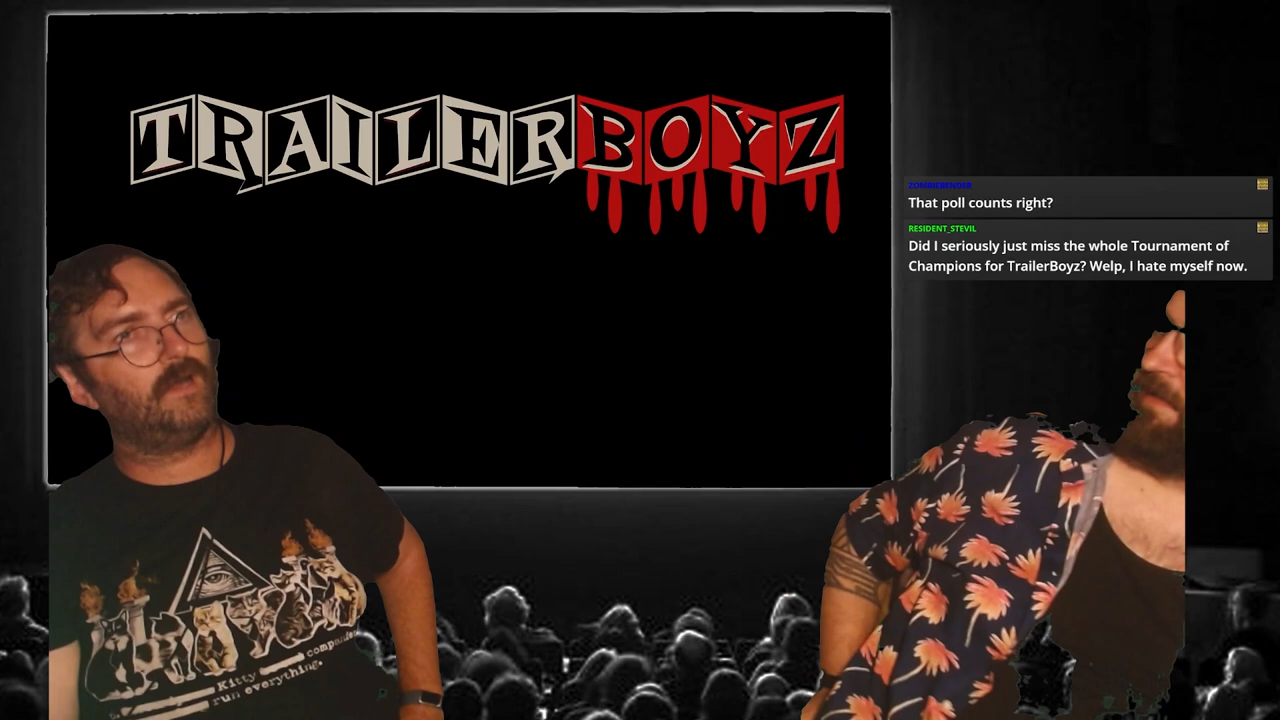 TRAILERBOYZ
ZOMBIEBENDER
That poll counts right?
RESIDENT_STEVIL
Did I seriously just miss the whole Tournament of
Champions for TrailerBoyz? Welp, I hate myself now.
Kitty
run everything.